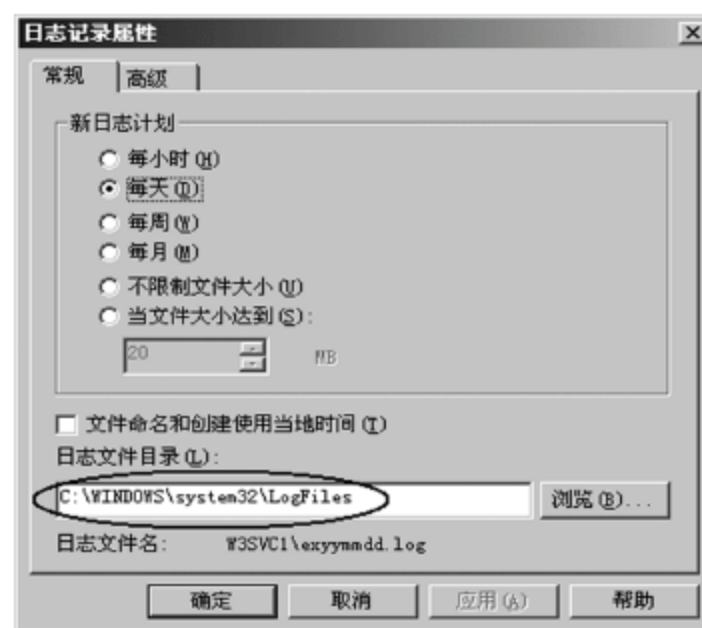 日志记录属性
常规 高级
新日志计划
每小时(H)
每天(D)
每周(W)
每月(M)
不限制文件大小(U)
当文件大小达到(S):
20 MB
文件命名和创建使用当地时间(T)
日志文件目录(L):
C:\WINDOWS\system32\LogFiles 浏览(B)...
日志文件名: W3SVC1\exyymmdd.log
确定 取消 应用(A) 帮助